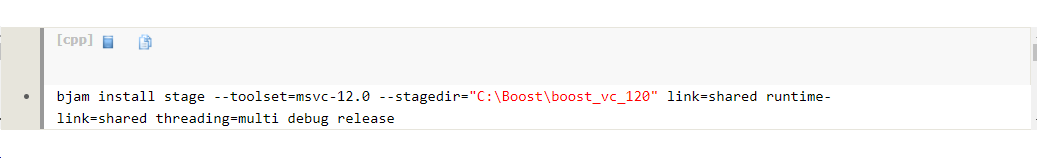 [cpp]
bjam install stage --toolset=msvc-12.0 --stagedir="C:\Boost\boost_vc_120" link=shared runtime-
link=shared threading=multi debug release